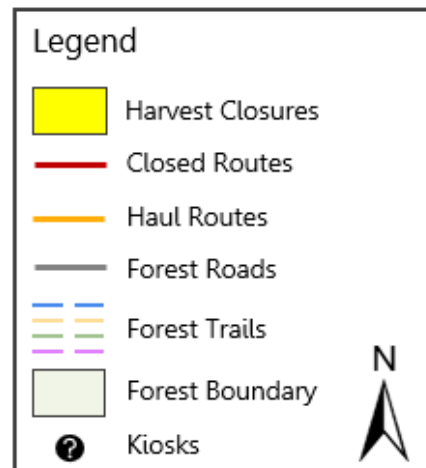 Legend
Harvest Closures
Closed Routes
Haul Routes
Forest Roads
Forest Trails
N
Forest Boundary
?
Kiosks